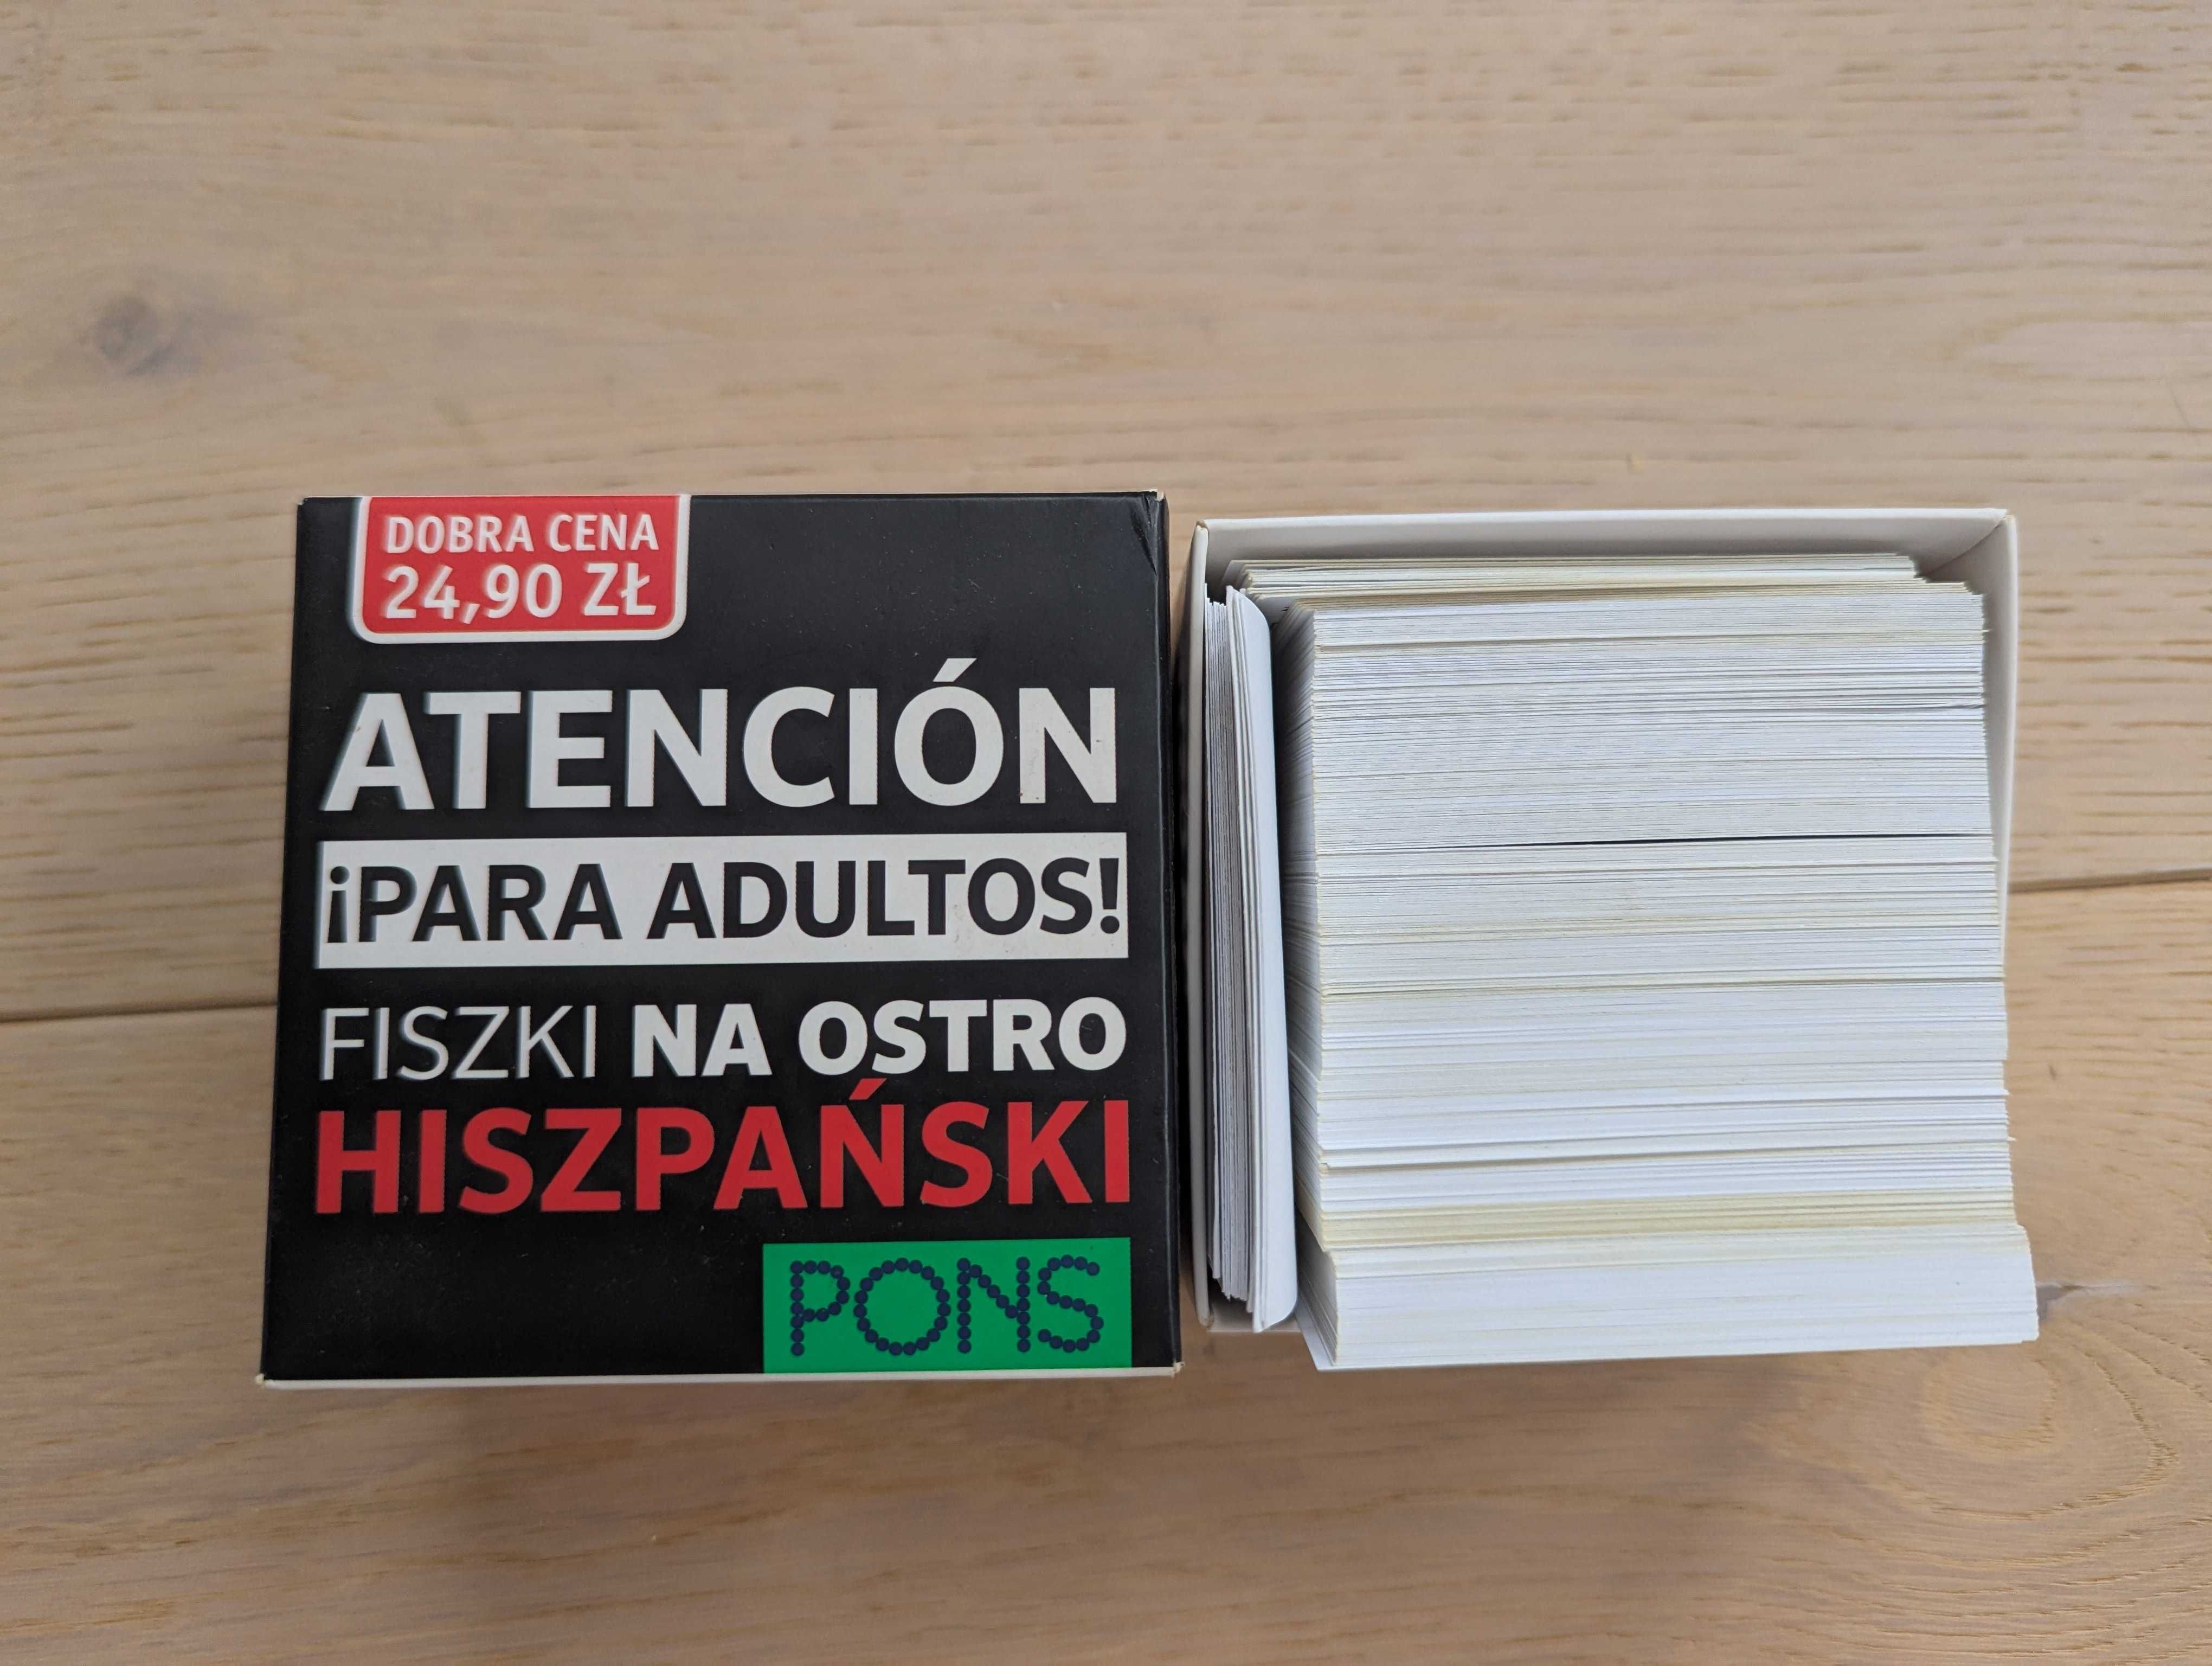 DOBRA CENA
24,90 ZŁ
ATENCIÓN
¡PARA ADULTOS!
FISZKI NA OSTRO
HISZPAŃSKI
PONS